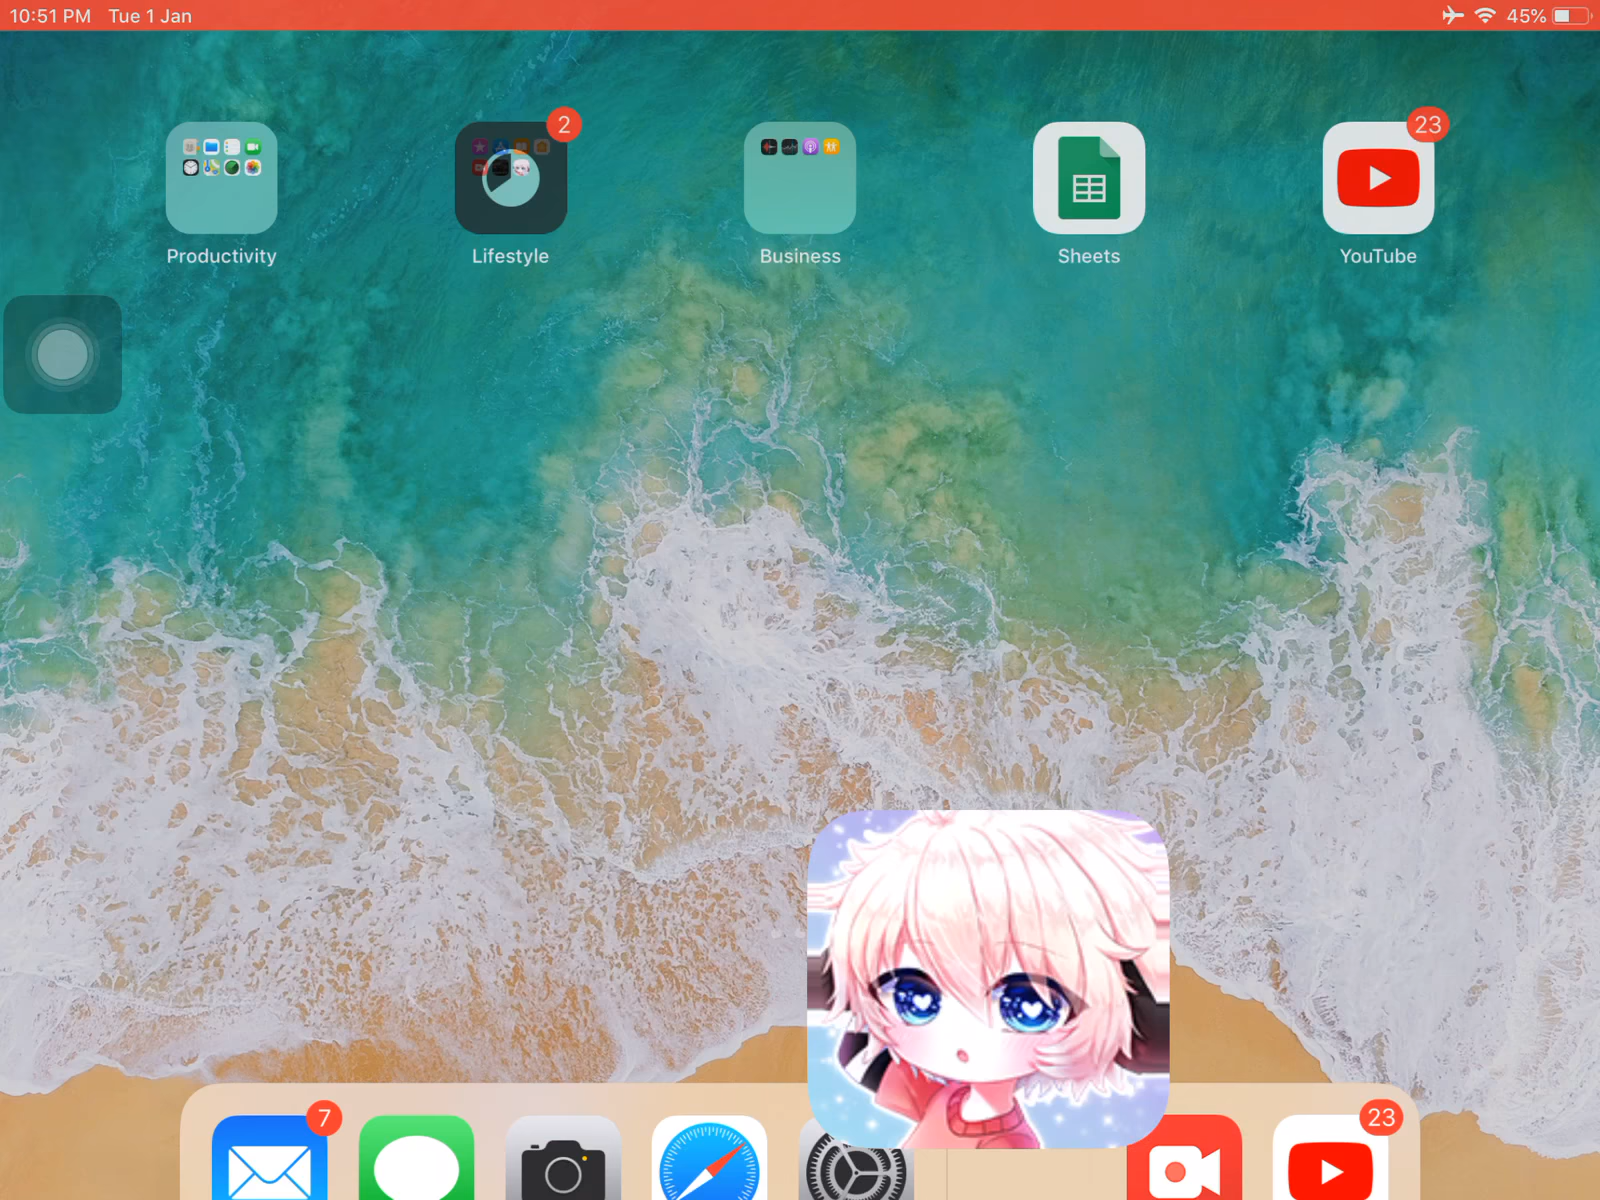 10:51 PM Tue 1 Jan
45%
2
23
Productivity
Lifestyle
Business
Sheets
YouTube
7
23